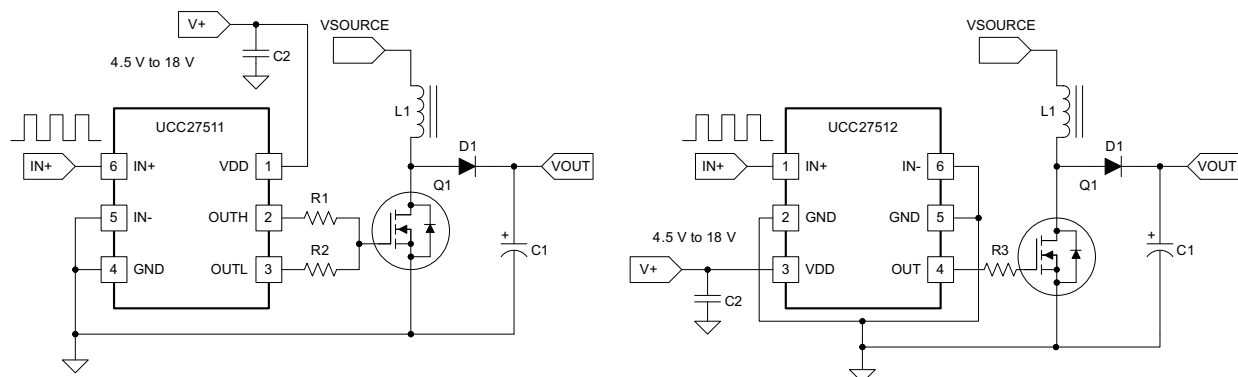 V+
VSOURCE
C2
4.5 V to 18 V
L1
UCC27511
D1
IN+
6
IN+
VDD
1
VOUT
Q1
R1
5
IN-
OUTH
2
+
R2
C1
4
GND
OUTL
3
VSOURCE
L1
UCC27512
D1
IN+
1
IN+
IN-
6
VOUT
Q1
2
GND
GND
5
4.5 V to 18 V
+
R3
C1
V+
3
VDD
OUT
4
C2